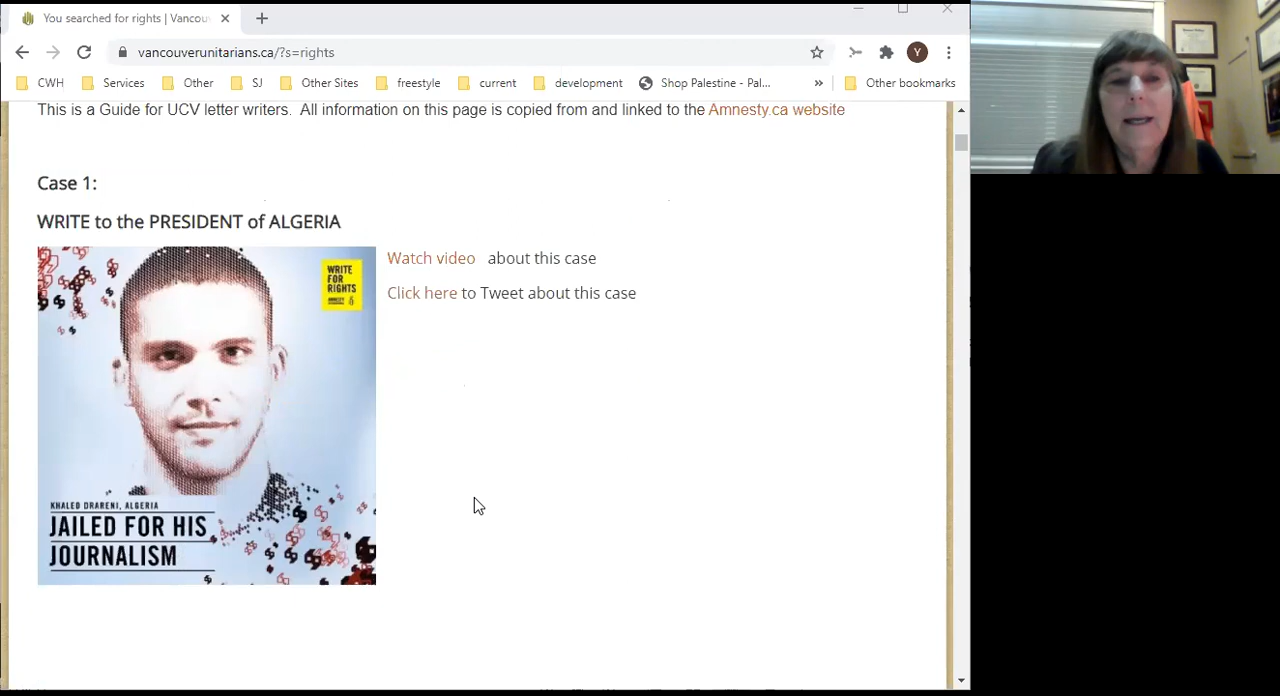 You searched for rights | Vancou
vancouverunitarians.ca/?s=rights
Y
CWH
Services
Other
SJ
Other Sites
freestyle
current
development
Shop Palestine - Pal...
»
Other bookmarks
This is a Guide for UCV letter writers. All information on this page is copied from and linked to the Amnesty.ca website
Case 1:
WRITE to the PRESIDENT of ALGERIA
Watch video about this case
Click here to Tweet about this case
WRITE
FOR
RIGHTS
AMNESTY
KHALED DRARENI, ALGERIA
JAILED FOR HIS
JOURNALISM